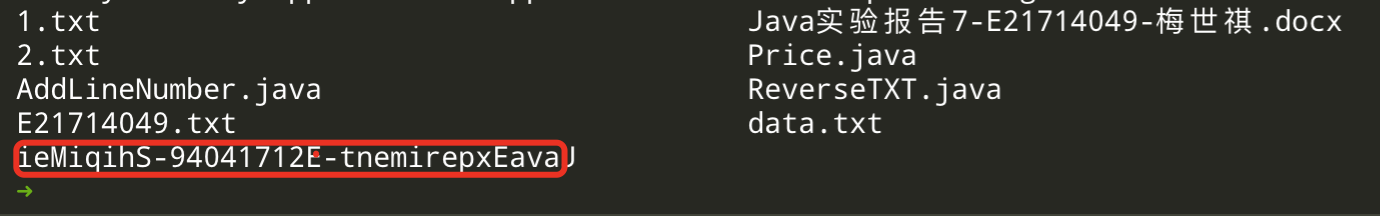 1.txt
2.txt
AddLineNumber.java
E21714049.txt
ieMiqihS-94041712E-tnemirepxEavaJ
Java实验报告7-E21714049-梅世祺.docx
Price.java
ReverseTXT.java
data.txt
➜